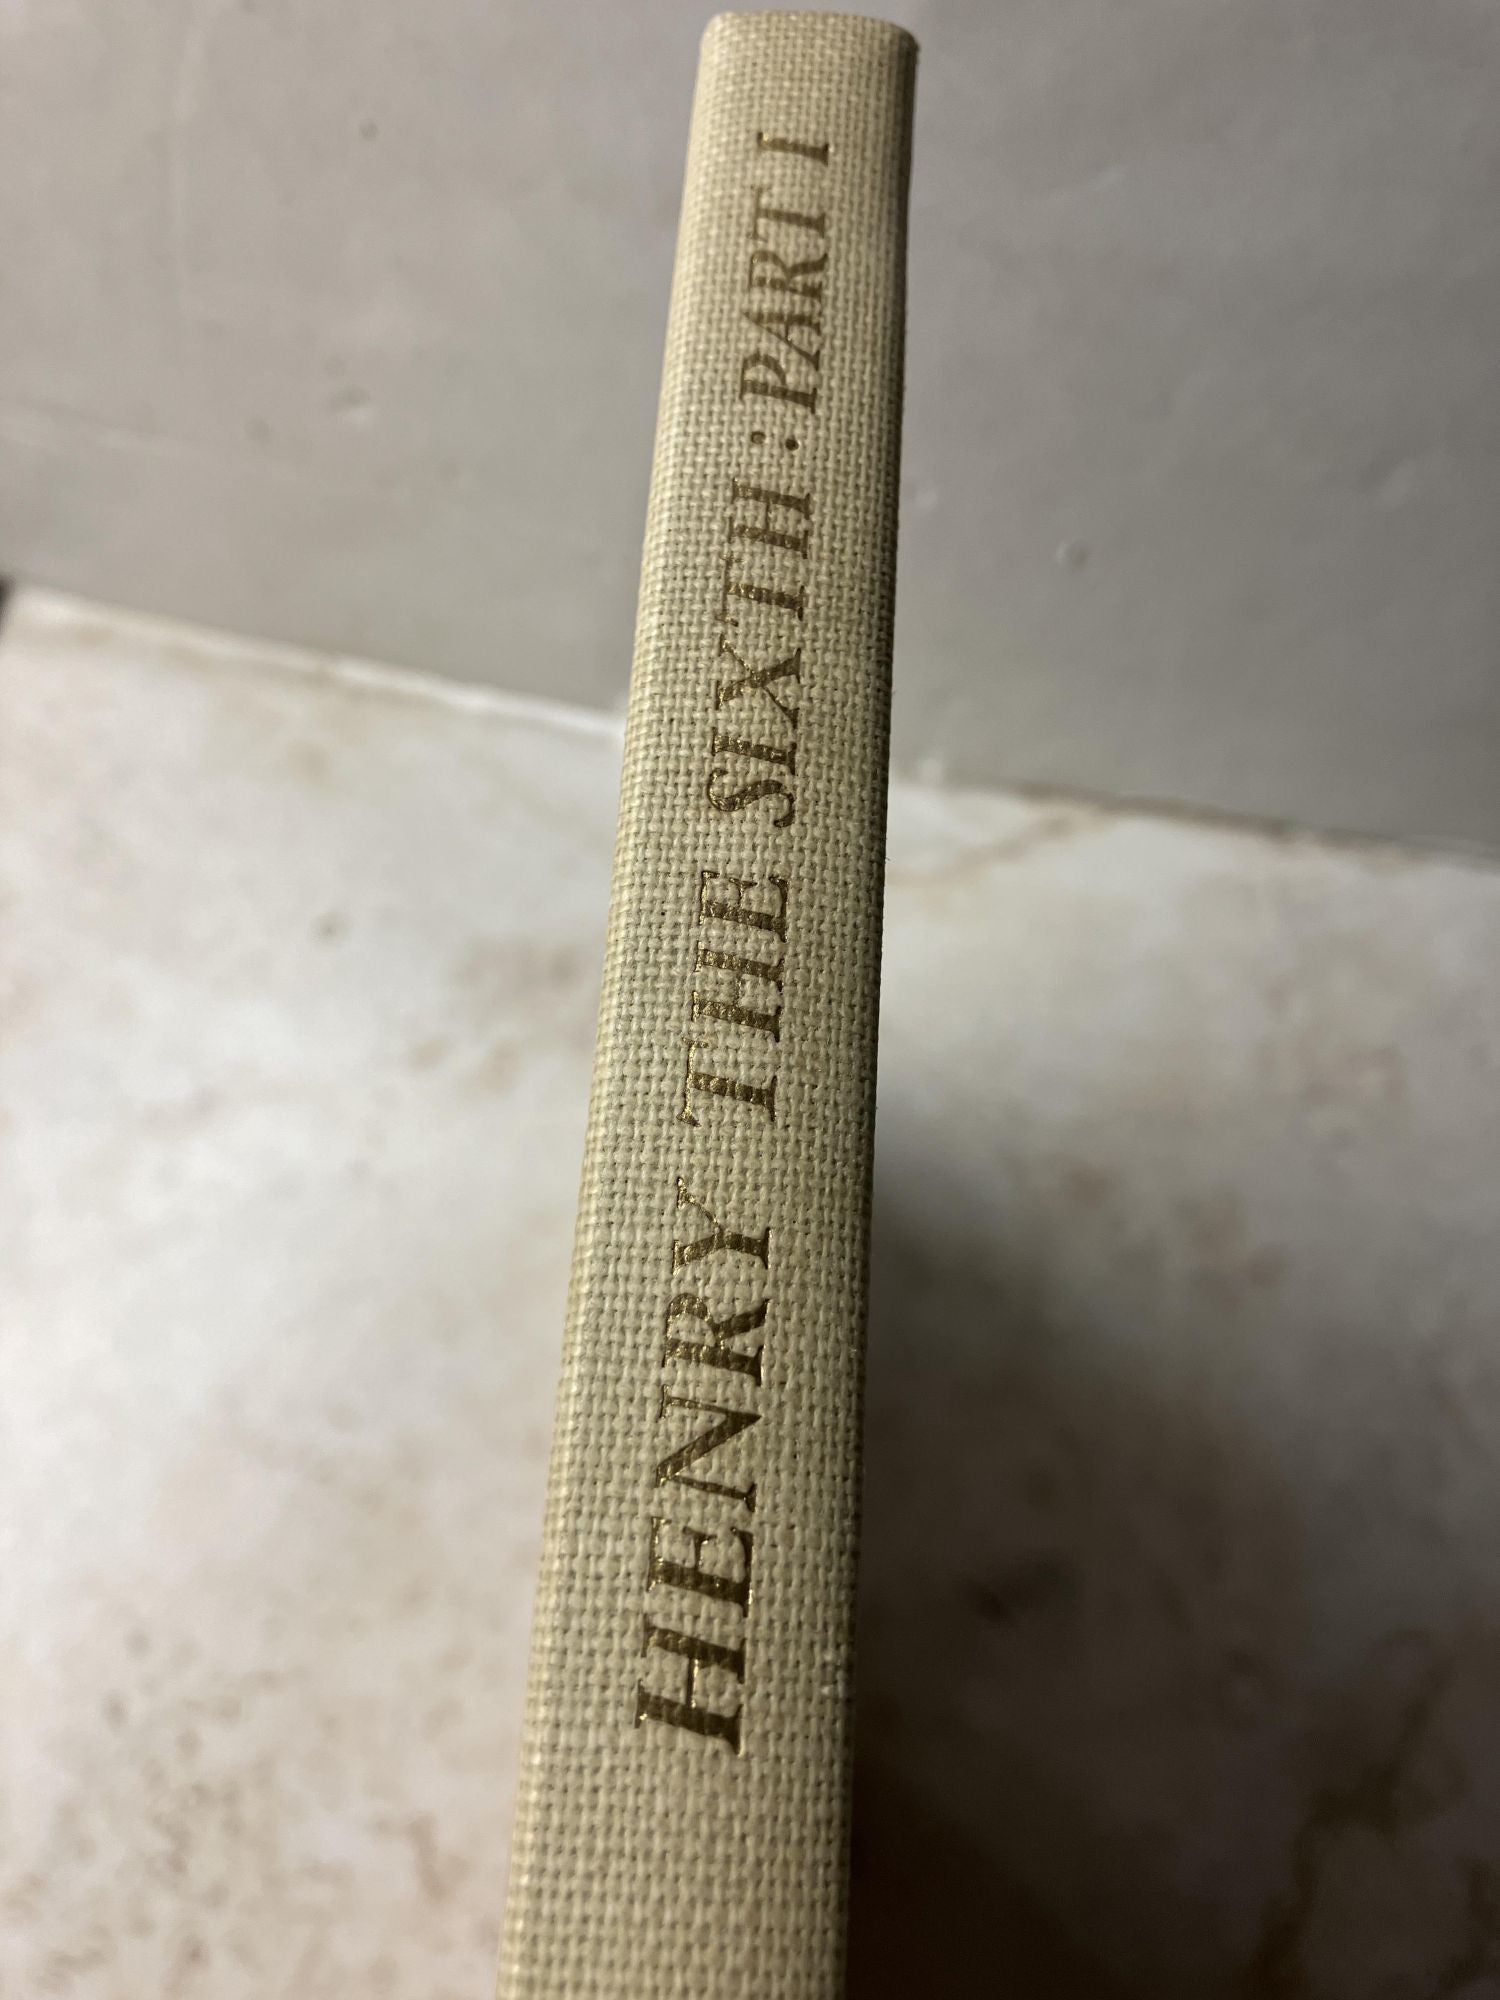 HENRY THE SIXTH : PART I